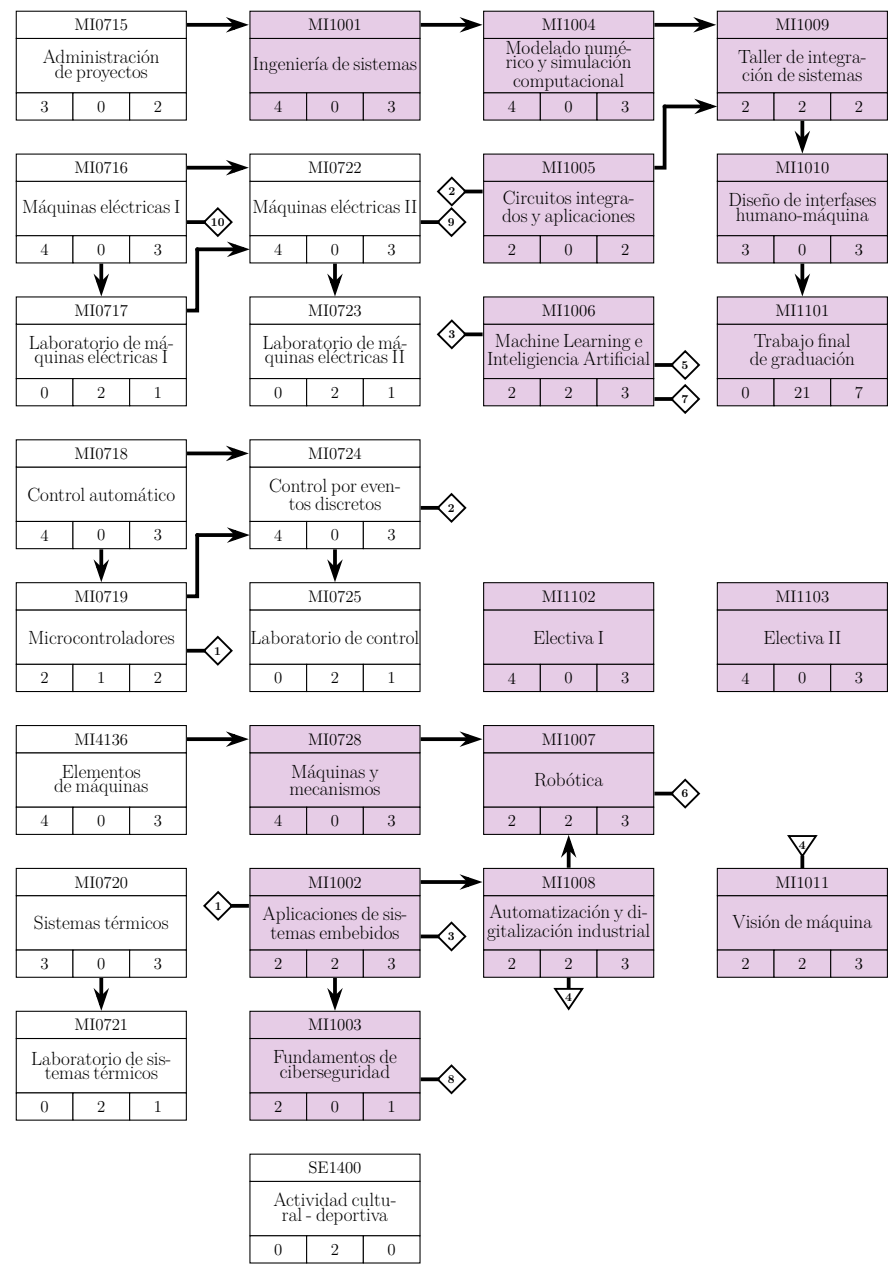 MI0715
Administración
de proyectos
3 0 2
MI1001
Ingeniería de sistemas
4 0 3
MI1004
Modelado numé-
rico y simulación
computacional
4 0 3
MI1009
Taller de integra-
ción de sistemas
2 2 2
MI0716
Máquinas eléctricas I
4 0 3
10
MI0722
Máquinas eléctricas II
4 0 3
9
2
MI1005
Circuitos integra-
dos y aplicaciones
2 0 2
MI1010
Diseño de interfases
humano-máquina
3 0 3
MI0717
Laboratorio de má-
quinas eléctricas I
0 2 1
MI0723
Laboratorio de má-
quinas eléctricas II
0 2 1
3
MI1006
Machine Learning e
Inteligiencia Artificial
2 2 3
5
7
MI1101
Trabajo final
de graduación
0 21 7
MI0718
Control automático
4 0 3
MI0724
Control por even-
tos discretos
4 0 3
2
MI0719
Microcontroladores
2 1 2
1
MI0725
Laboratorio de control
0 2 1
MI1102
Electiva I
4 0 3
MI1103
Electiva II
4 0 3
MI4136
Elementos
de máquinas
4 0 3
MI0728
Máquinas y
mecanismos
4 0 3
MI1007
Robótica
2 2 3
6
MI0720
Sistemas térmicos
3 0 3
1
MI1002
Aplicaciones de sis-
temas embebidos
2 2 3
3
MI1008
Automatización y di-
gitalización industrial
2 2 3
4
4
MI1011
Visión de máquina
2 2 3
MI0721
Laboratorio de sis-
temas térmicos
0 2 1
MI1003
Fundamentos de
ciberseguridad
2 0 1
8
SE1400
Actividad cultu-
ral - deportiva
0 2 0